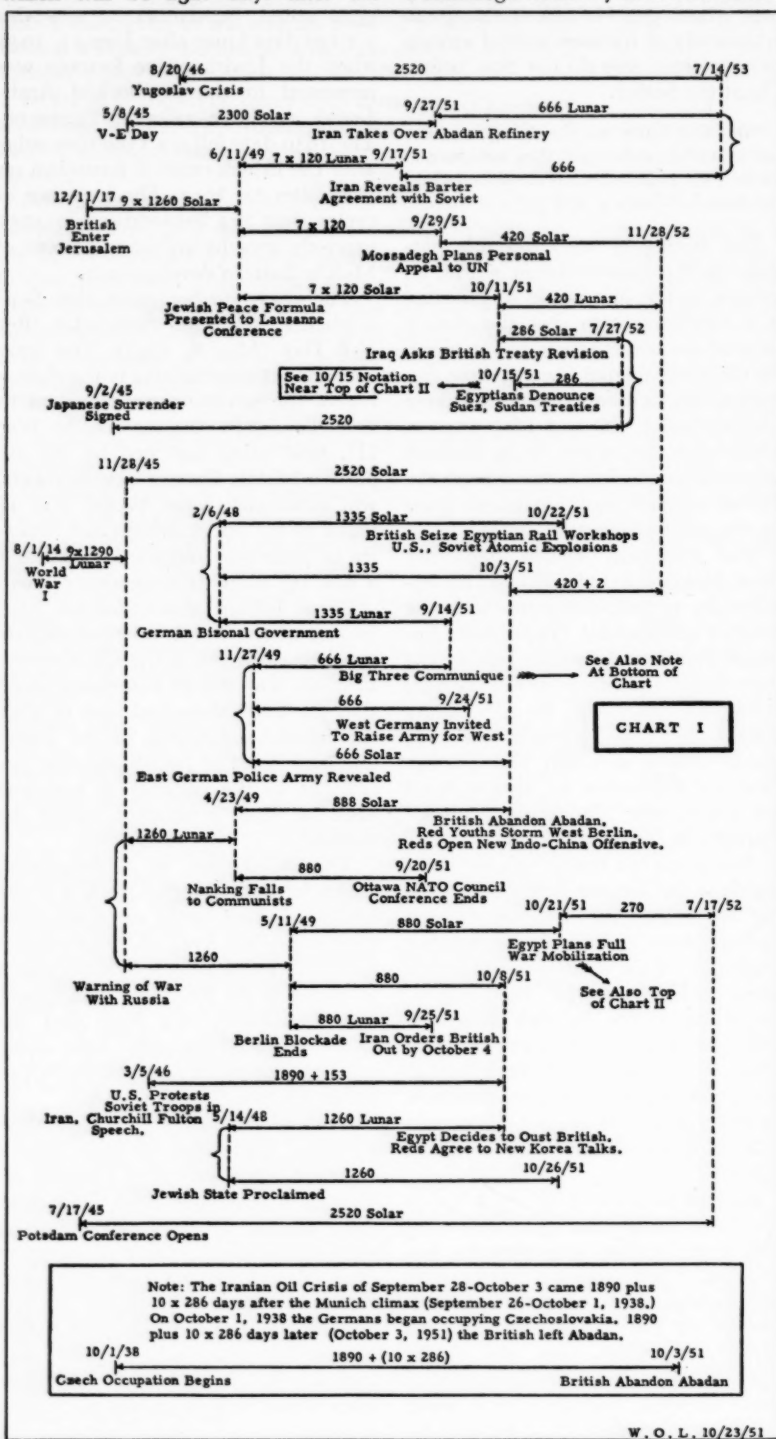 8/20/46 2520 7/14/53
Yugoslav Crisis
5/8/45 2300 Solar 9/27/51 666 Lunar
V-E Day Iran Takes Over Abadan Refinery
6/11/49 7 x 120 Lunar 9/17/51 666
Iran Reveals Barter
Agreement with Soviet
12/11/17 9 x 1260 Solar
British
Enter
Jerusalem
7 x 120 9/29/51 420 Solar 11/28/52
Mossadegh Plans Personal
Appeal to UN
7 x 120 Solar 10/11/51 420 Lunar
Jewish Peace Formula
Presented to Lausanne
Conference
286 Solar 7/27/52
Iraq Asks British Treaty Revision
See 10/15 Notation
Near Top of Chart II
10/15/51 286
Egyptians Denounce
Suez, Sudan Treaties
9/2/45
Japanese Surrender
Signed
2520
11/28/45
2520 Solar
2/6/48 1335 Solar 10/22/51
British Seize Egyptian Rail Workshops
U.S., Soviet Atomic Explosions
8/1/14 9x1290
Lunar
World
War
I
1335 10/3/51
420 + 2
1335 Lunar 9/14/51
German Bizonal Government
11/27/49 666 Lunar
Big Three Communique
See Also Note
At Bottom of
Chart
666 9/24/51
West Germany Invited
To Raise Army for West
CHART I
666 Solar
East German Police Army Revealed
4/23/49 888 Solar
British Abandon Abadan.
Red Youths Storm West Berlin.
Reds Open New Indo-China Offensive.
1260 Lunar
880 9/20/51
Nanking Falls
to Communists
Ottawa NATO Council
Conference Ends
5/11/49 880 Solar 10/21/51 270 7/17/52
Egypt Plans Full
War Mobilization
1260
Warning of War
With Russia
880 10/8/51
See Also Top
of Chart II
880 Lunar 9/25/51
Berlin Blockade
Ends
Iran Orders British
Out by October 4
3/5/46 1890 + 153
U.S. Protests
Soviet Troops in
Iran. Churchill Fulton
Speech.
5/14/48 1260 Lunar
Egypt Decides to Oust British.
Reds Agree to New Korea Talks.
1260 10/26/51
Jewish State Proclaimed
7/17/45 2520 Solar
Potsdam Conference Opens
Note: The Iranian Oil Crisis of September 28-October 3 came 1890 plus
10 x 286 days after the Munich climax (September 26-October 1, 1938.)
On October 1, 1938 the Germans began occupying Czechoslovakia. 1890
plus 10 x 286 days later (October 3, 1951) the British left Abadan.
10/1/38 1890 + (10 x 286) 10/3/51
Czech Occupation Begins British Abandon Abadan
W. O. L. 10/23/51